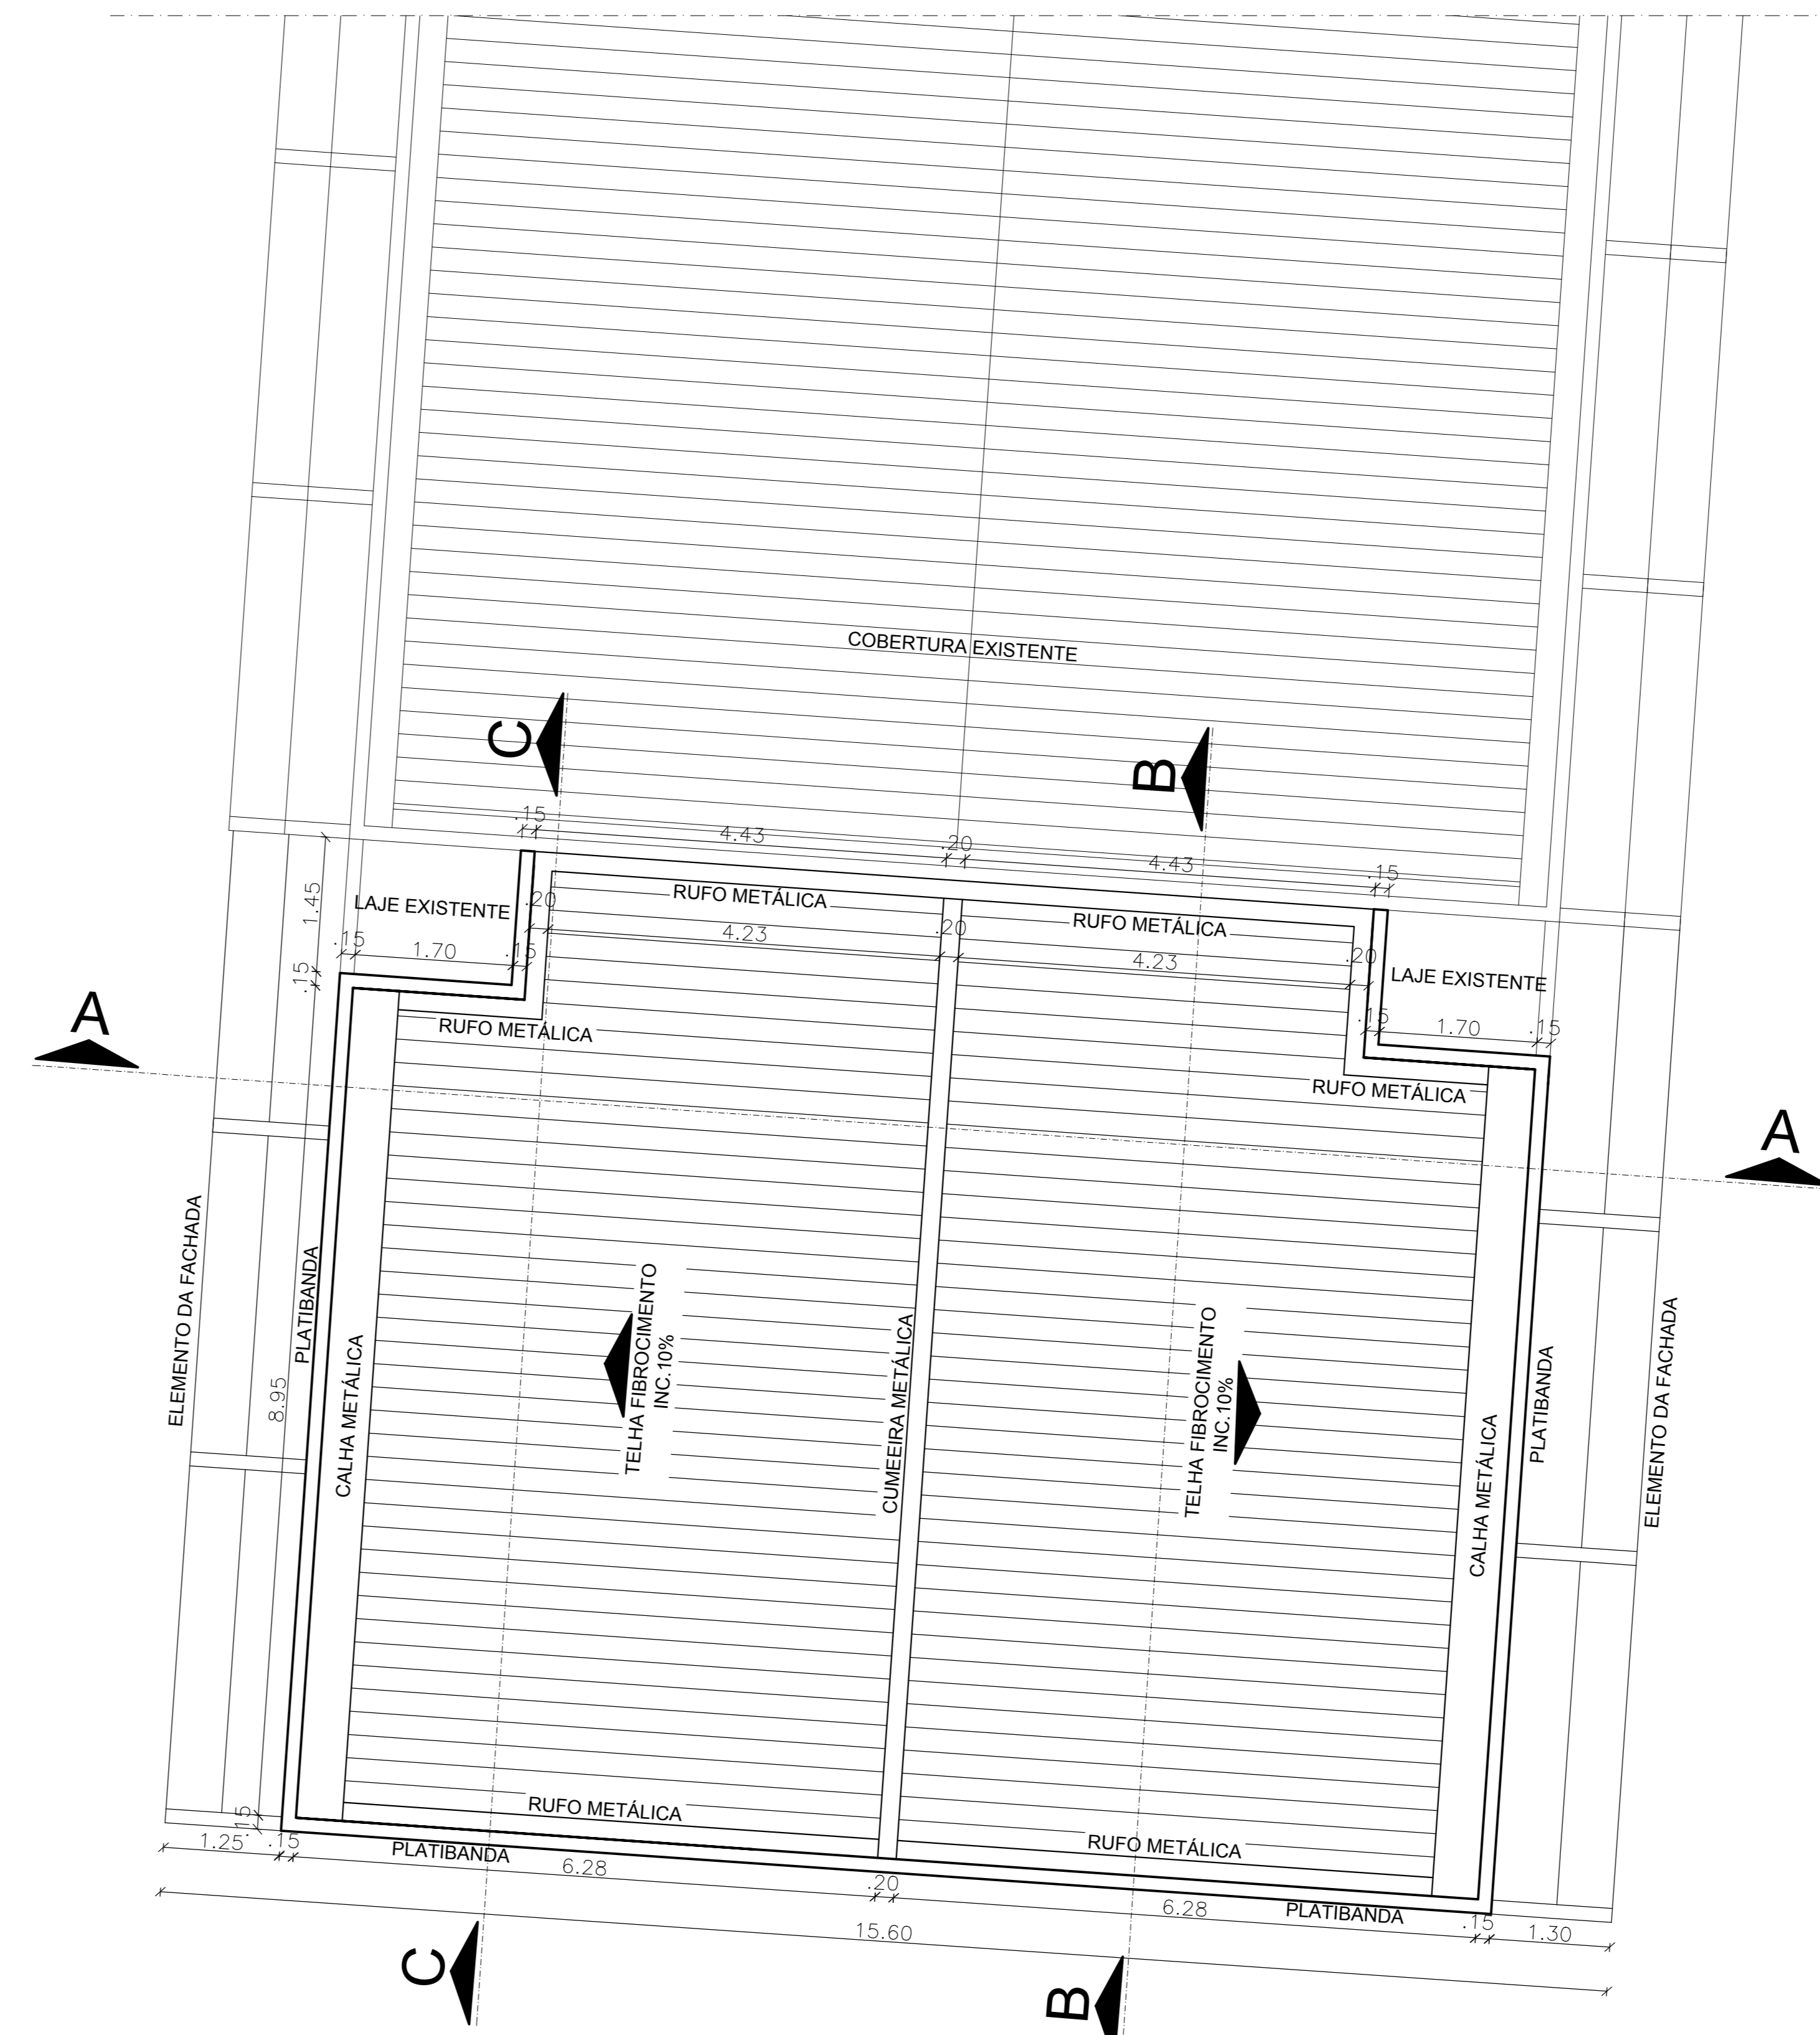 COBERTURA EXISTENTE
C
B
.15
4.43
.20
4.43
.15
LAJE EXISTENTE
1.45
.20
RUFO METÁLICA
RUFO METÁLICA
.15
1.70
.15
4.23
.20
4.23
.20
LAJE EXISTENTE
.15
.15
1.70
.15
A
RUFO METÁLICA
RUFO METÁLICA
A
ELEMENTO DA FACHADA
PLATIBANDA
8.95
CALHA METÁLICA
TELHA FIBROCIMENTO
INC.10%
CUMEEIRA METÁLICA
TELHA FIBROCIMENTO
INC.10%
CALHA METÁLICA
PLATIBANDA
ELEMENTO DA FACHADA
RUFO METÁLICA
RUFO METÁLICA
.15
1.25
.15
PLATIBANDA
6.28
.20
6.28
PLATIBANDA
.15
1.30
15.60
C
B